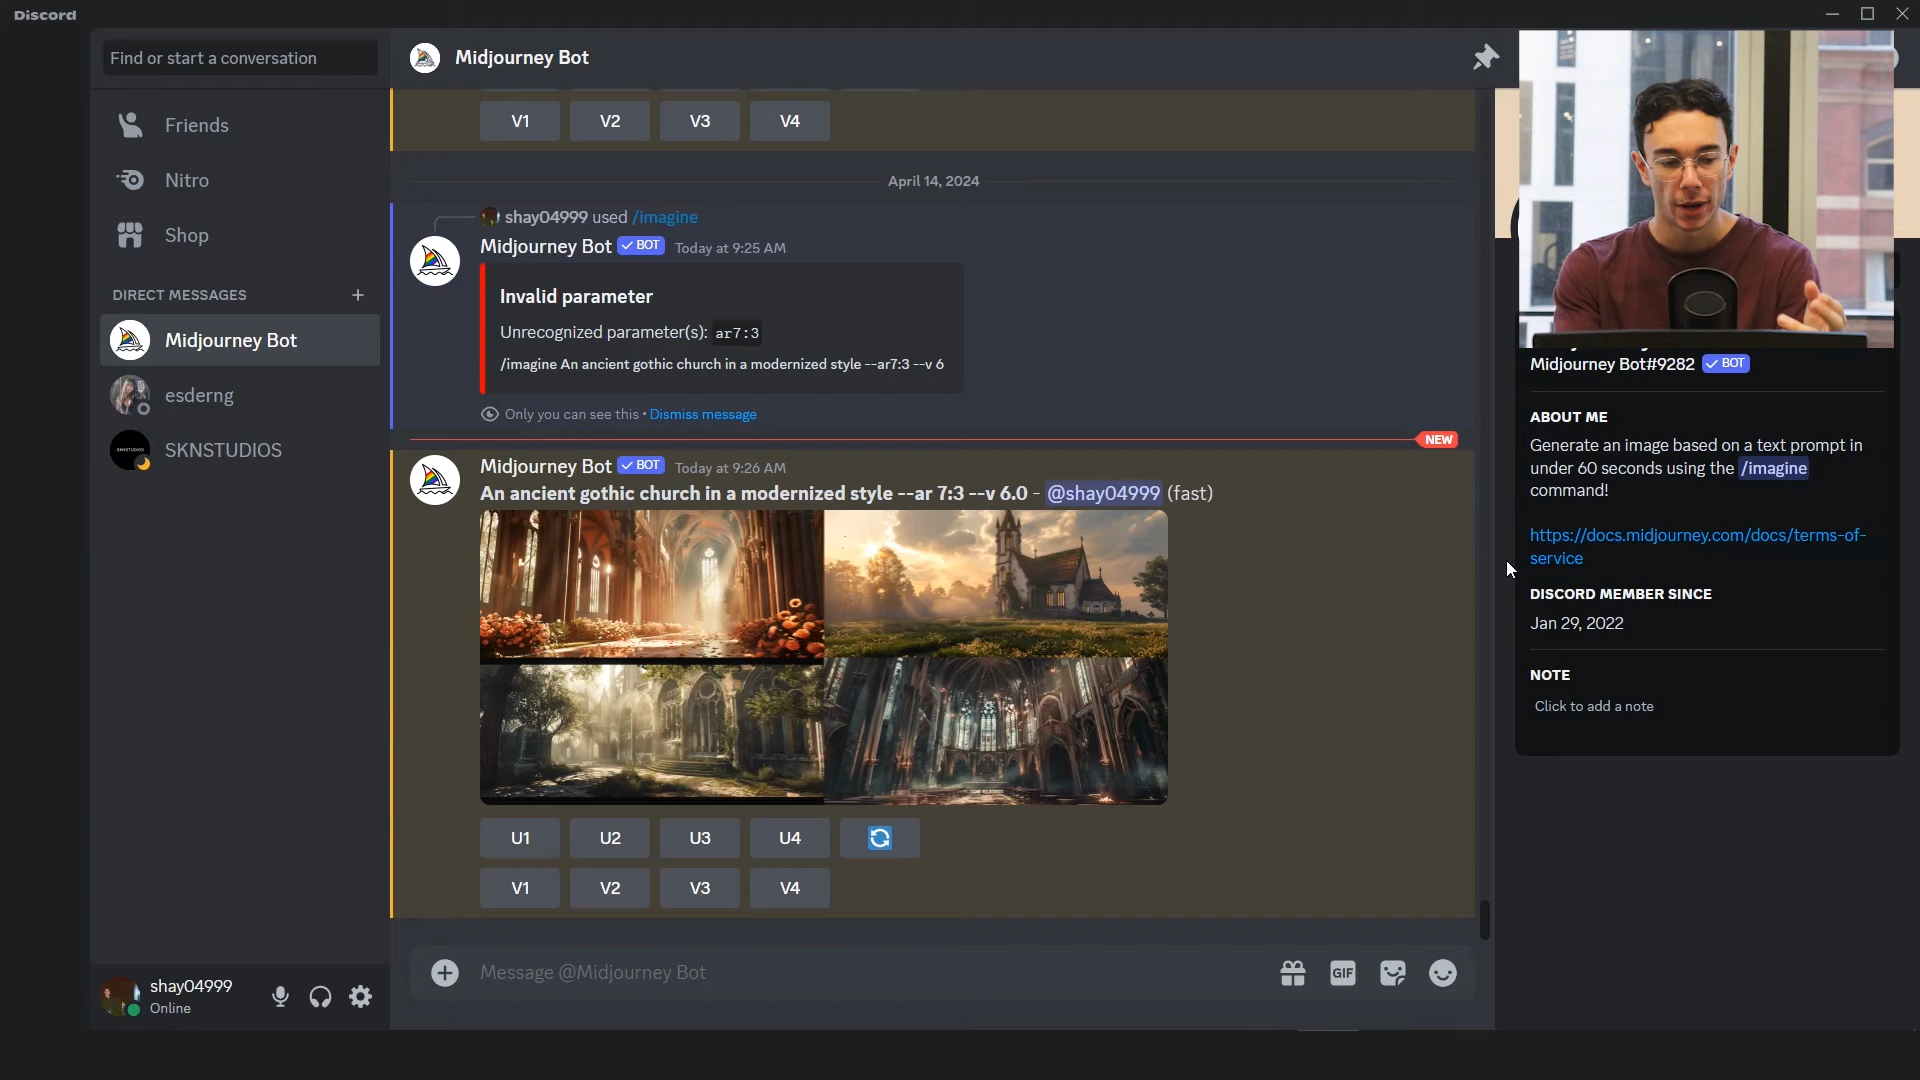 Discord
Find or start a conversation
Friends
Nitro
Shop
DIRECT MESSAGES
Midjourney Bot
esderng
SKNSTUDIOS
shay04999
Online
Midjourney Bot
V1 V2 V3 V4
April 14, 2024
shay04999 used /imagine
Midjourney Bot BOT Today at 9:25 AM
Invalid parameter
Unrecognized parameter(s): ar7:3
/imagine An ancient gothic church in a modernized style --ar7:3 --v 6
Only you can see this • Dismiss message
NEW
Midjourney Bot BOT Today at 9:26 AM
An ancient gothic church in a modernized style --ar 7:3 --v 6.0 - @shay04999 (fast)
U1 U2 U3 U4
V1 V2 V3 V4
Message @Midjourney Bot
GIF
Midjourney Bot#9282 BOT
ABOUT ME
Generate an image based on a text prompt in
under 60 seconds using the /imagine
command!
https://docs.midjourney.com/docs/terms-of-
service
DISCORD MEMBER SINCE
Jan 29, 2022
NOTE
Click to add a note